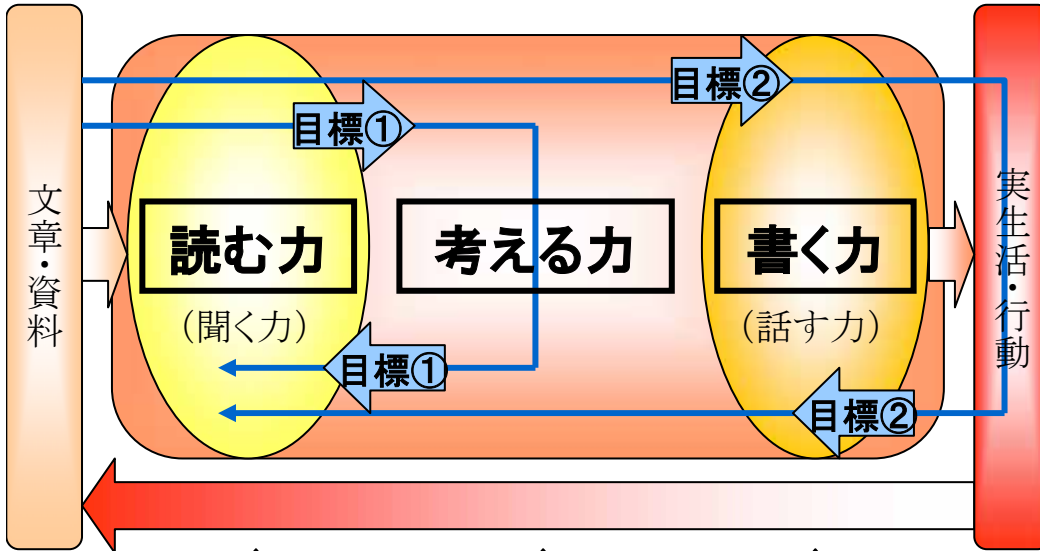 文章・資料
目標②
目標①
読む力
(聞く力)
考える力
書く力
(話す力)
目標①
目標②
実生活・行動